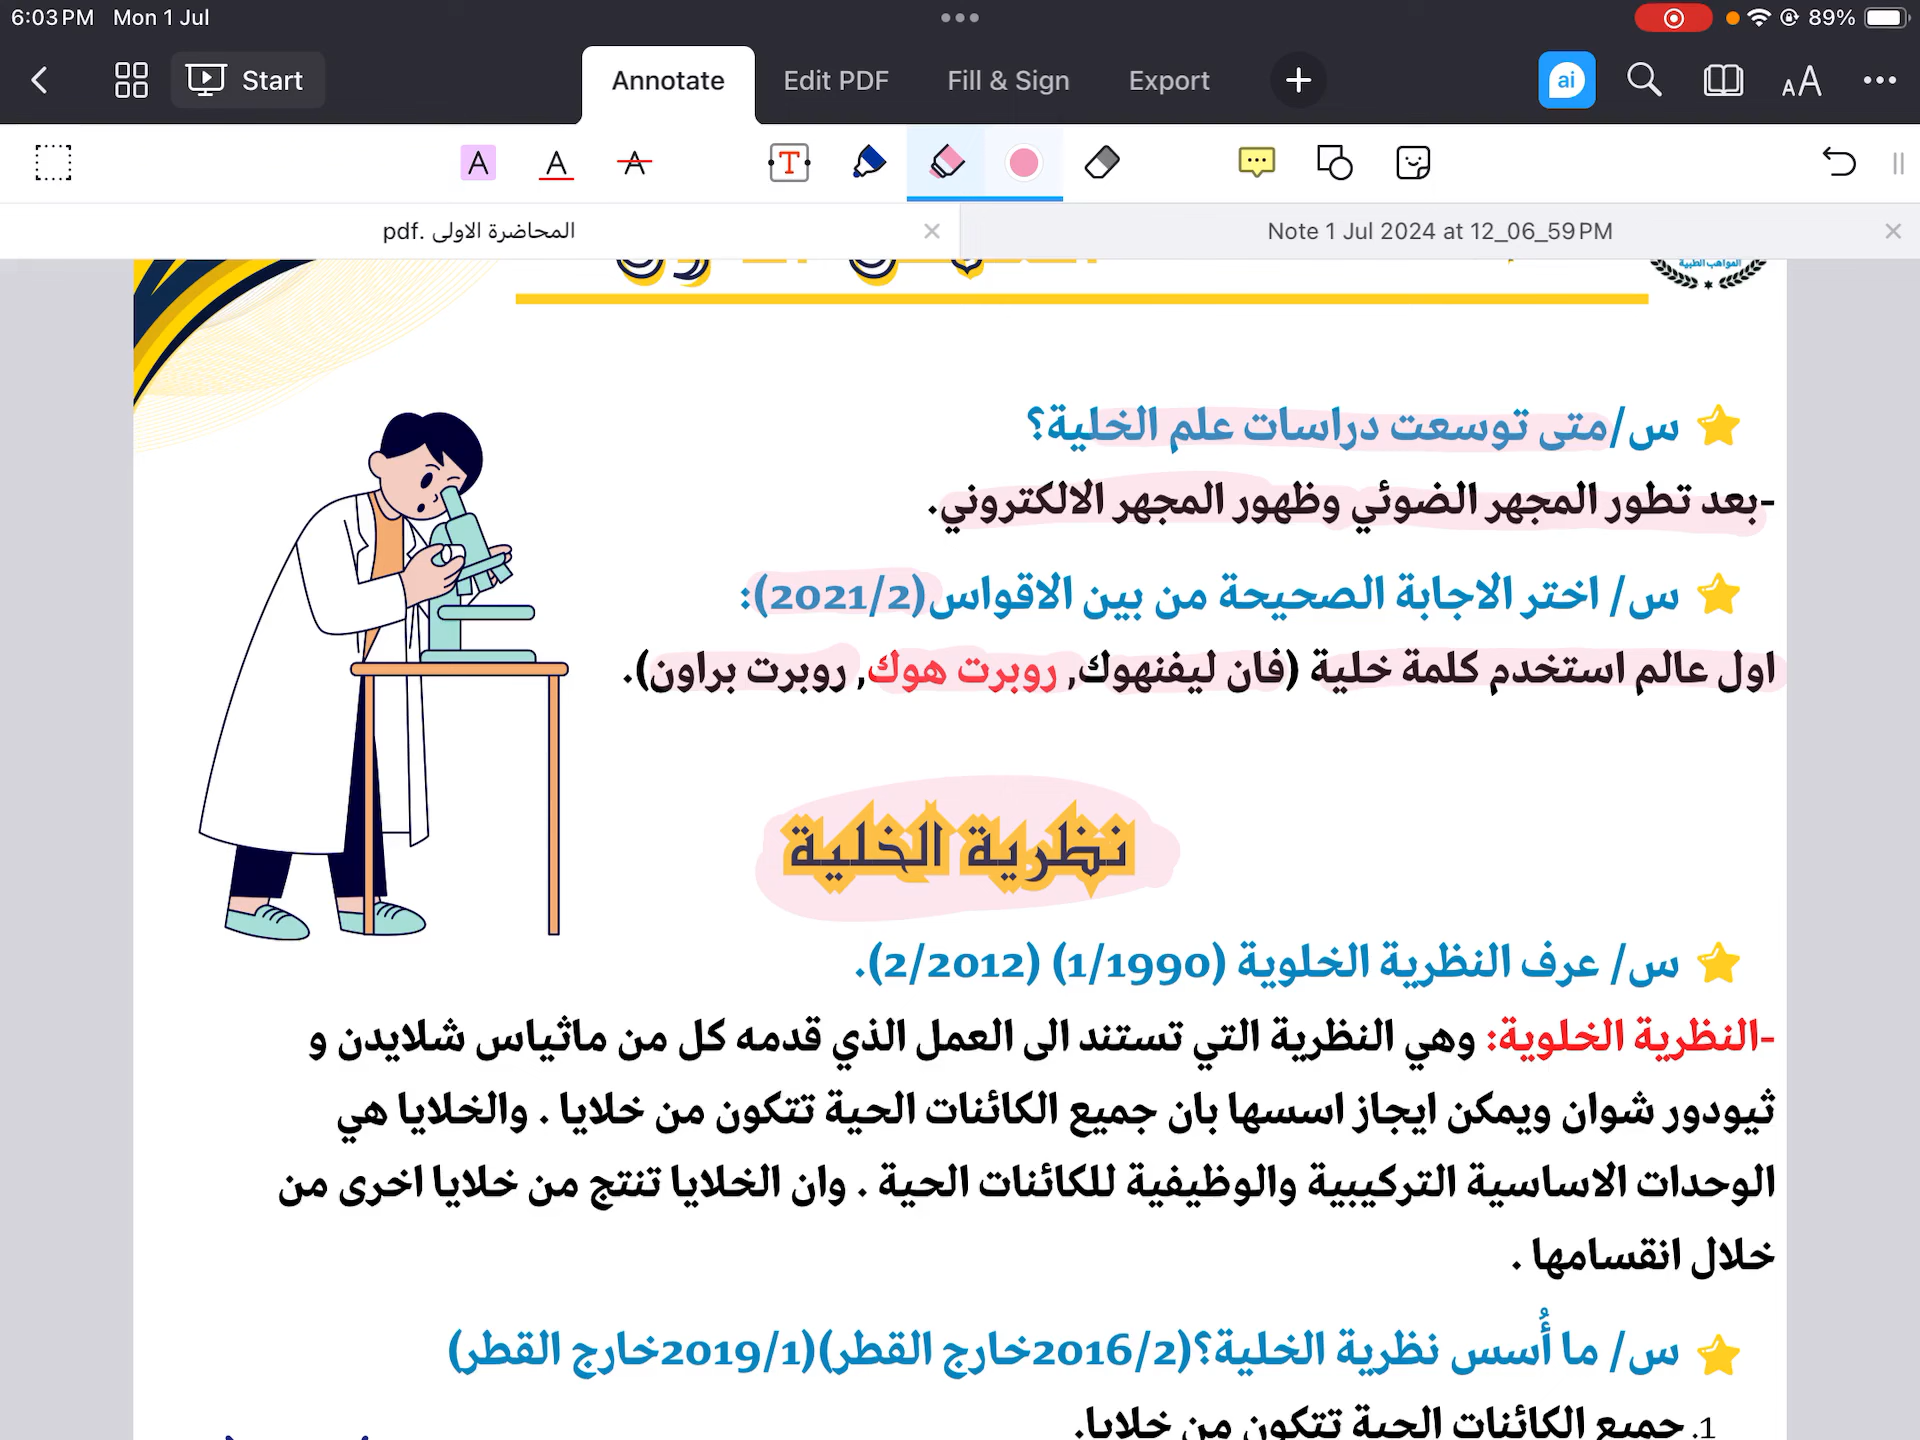 6:03 PM Mon 1 Jul
89%
Start
Annotate
Edit PDF
Fill & Sign
Export
ai
المحاضرة الاولى .pdf
Note 1 Jul 2024 at 12_06_59 PM
المواهب الطبية
س/متى توسعت دراسات علم الخلية؟
-بعد تطور المجهر الضوئي وظهور المجهر الالكتروني.
س/ اختر الاجابة الصحيحة من بين الاقواس(2021/2):
اول عالم استخدم كلمة خلية (فان ليفنهوك, روبرت هوك, روبرت براون).
نظرية الخلية
س/ عرف النظرية الخلوية (1/1990) (2/2012).
-النظرية الخلوية: وهي النظرية التي تستند الى العمل الذي قدمه كل من ماثياس شلايدن و
ثيودور شوان ويمكن ايجاز اسسها بان جميع الكائنات الحية تتكون من خلايا . والخلايا هي
الوحدات الاساسية التركيبية والوظيفية للكائنات الحية . وان الخلايا تنتج من خلايا اخرى من
خلال انقسامها .
س/ ما أُسس نظرية الخلية؟(2016/2خارج القطر)(2019/1خارج القطر)
1. جميع الكائنات الحية تتكون من خلايا.